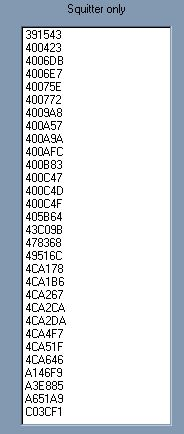 Squitter only
391543
400423
4006DB
4006E7
40075E
400772
4009A8
400A57
400A9A
400AFC
400B83
400C47
400C4D
400C4F
405B64
43C09B
478368
49516C
4CA178
4CA1B6
4CA267
4CA2CA
4CA2DA
4CA4F7
4CA51F
4CA646
A146F9
A3E885
A651A9
C03CF1